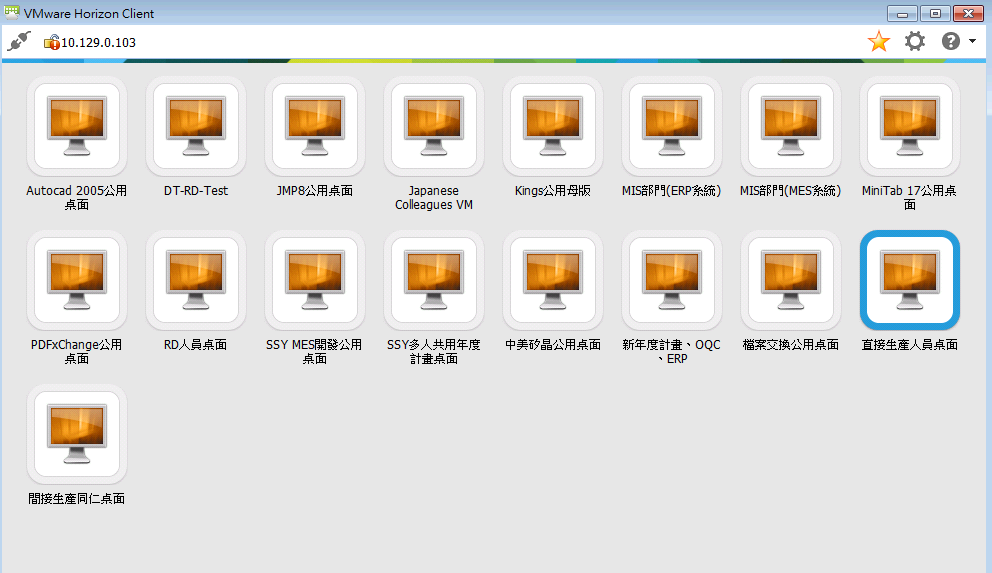 VMware Horizon Client
10.129.0.103
Autocad 2005公用
桌面
DT-RD-Test
JMP8公用桌面
Japanese
Colleagues VM
Kings公用母版
MIS部門(ERP系統)
MIS部門(MES系統)
MiniTab 17公用桌
面
PDFxChange公用
桌面
RD人員桌面
SSY MES開發公用
桌面
SSY多人共用年度
計畫桌面
中美矽晶公用桌面
新年度計畫、OQC
、ERP
檔案交換公用桌面
直接生產人員桌面
間接生產同仁桌面